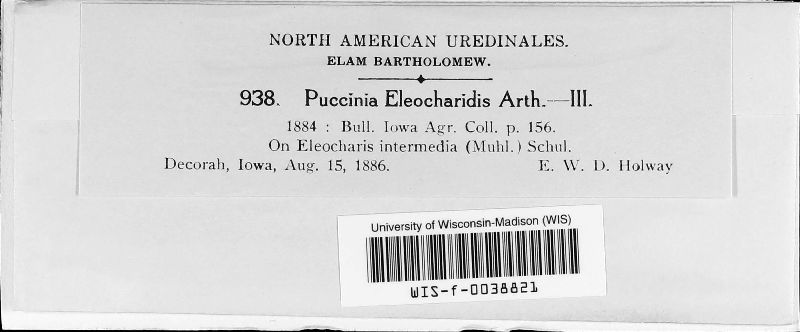 NORTH AMERICAN UREDINALES.
ELAM BARTHOLOMEW.
938. Puccinia Eleocharidis Arth.—III.
1884 : Bull. Iowa Agr. Coll. p. 156.
On Eleocharis intermedia (Muhl.) Schul.
Decorah, Iowa, Aug. 15, 1886. E. W. D. Holway
University of Wisconsin-Madison (WIS)
WIS-f-0038821